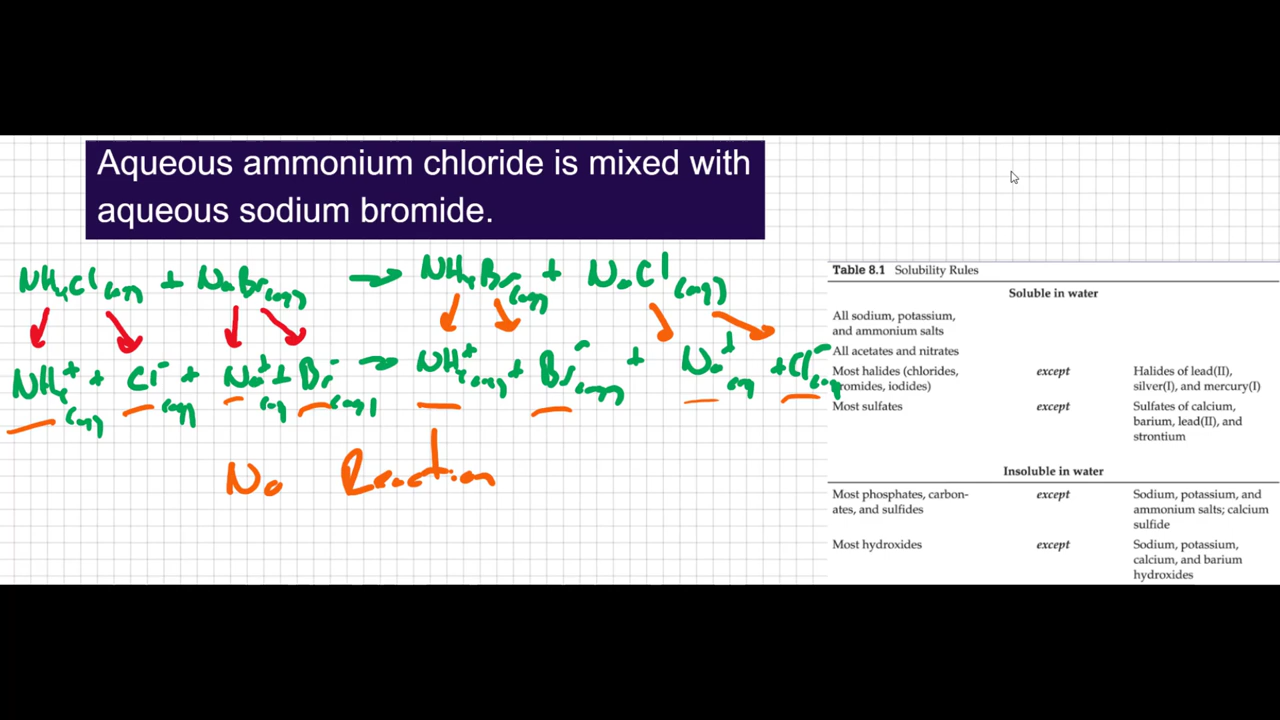 Aqueous ammonium chloride is mixed with
aqueous sodium bromide.
NH₄Cl(aq) + NaBr(aq) → NH₄Br(aq) + NaCl(aq)
NH₄⁺(aq) + Cl⁻(aq) + Na⁺(aq) + Br⁻(aq) → NH₄⁺(aq) + Br⁻(aq) + Na⁺(aq) + Cl⁻(aq)
No Reaction
Table 8.1 Solubility Rules
Soluble in water
All sodium, potassium,
and ammonium salts
All acetates and nitrates
Most halides (chlorides, except Halides of lead(II),
romides, iodides) silver(I), and mercury(I)
Most sulfates except Sulfates of calcium,
barium, lead(II), and
strontium
Insoluble in water
Most phosphates, carbon- except Sodium, potassium, and
ates, and sulfides ammonium salts; calcium
sulfide
Most hydroxides except Sodium, potassium,
calcium, and barium
hydroxides